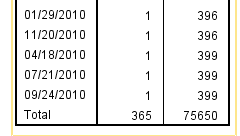 01/29/2010 1 396
11/20/2010 1 396
04/18/2010 1 399
07/21/2010 1 399
09/24/2010 1 399
Total 365 75650